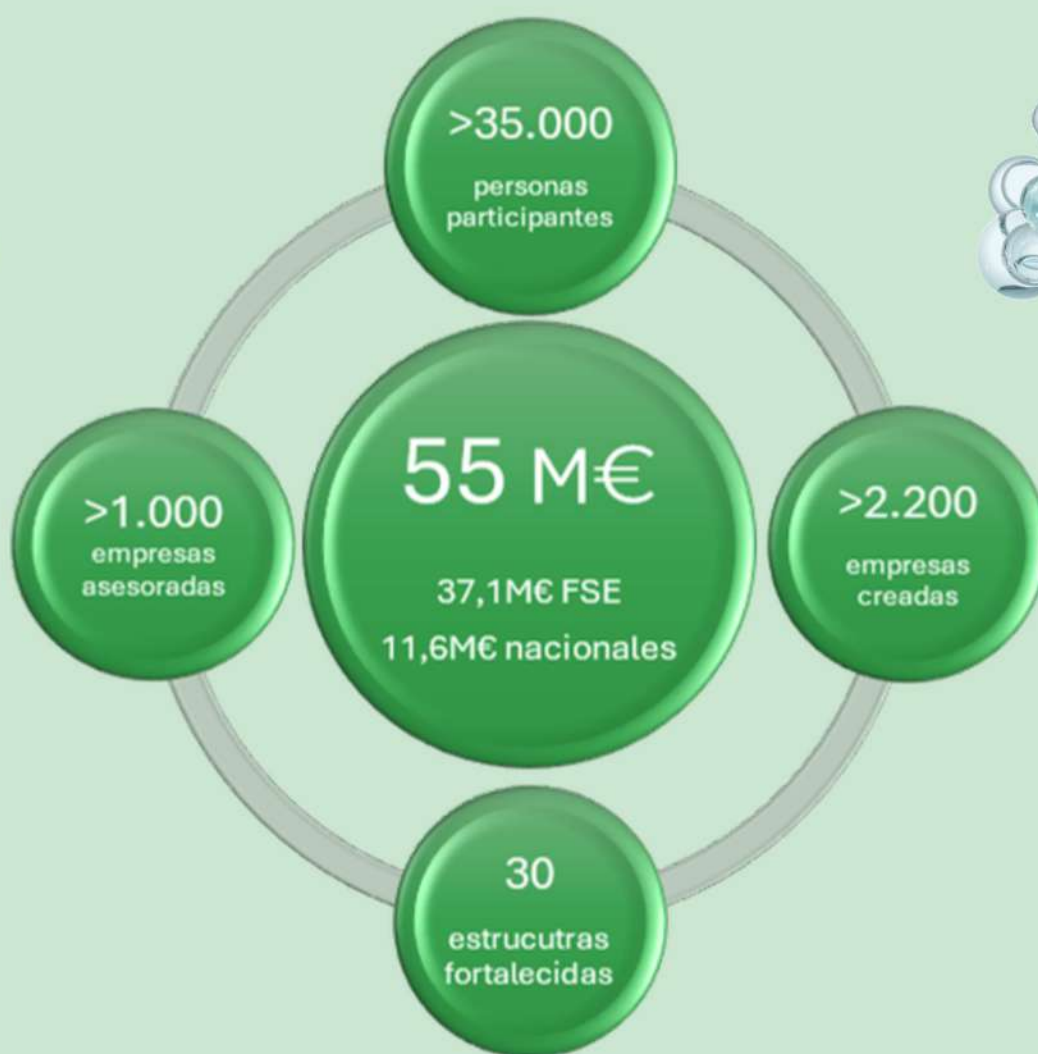 >35.000
personas
participantes
55 M€
37,1M€ FSE
11,6M€ nacionales
>1.000
empresas
asesoradas
>2.200
empresas
creadas
30
estrucutras
fortalecidas